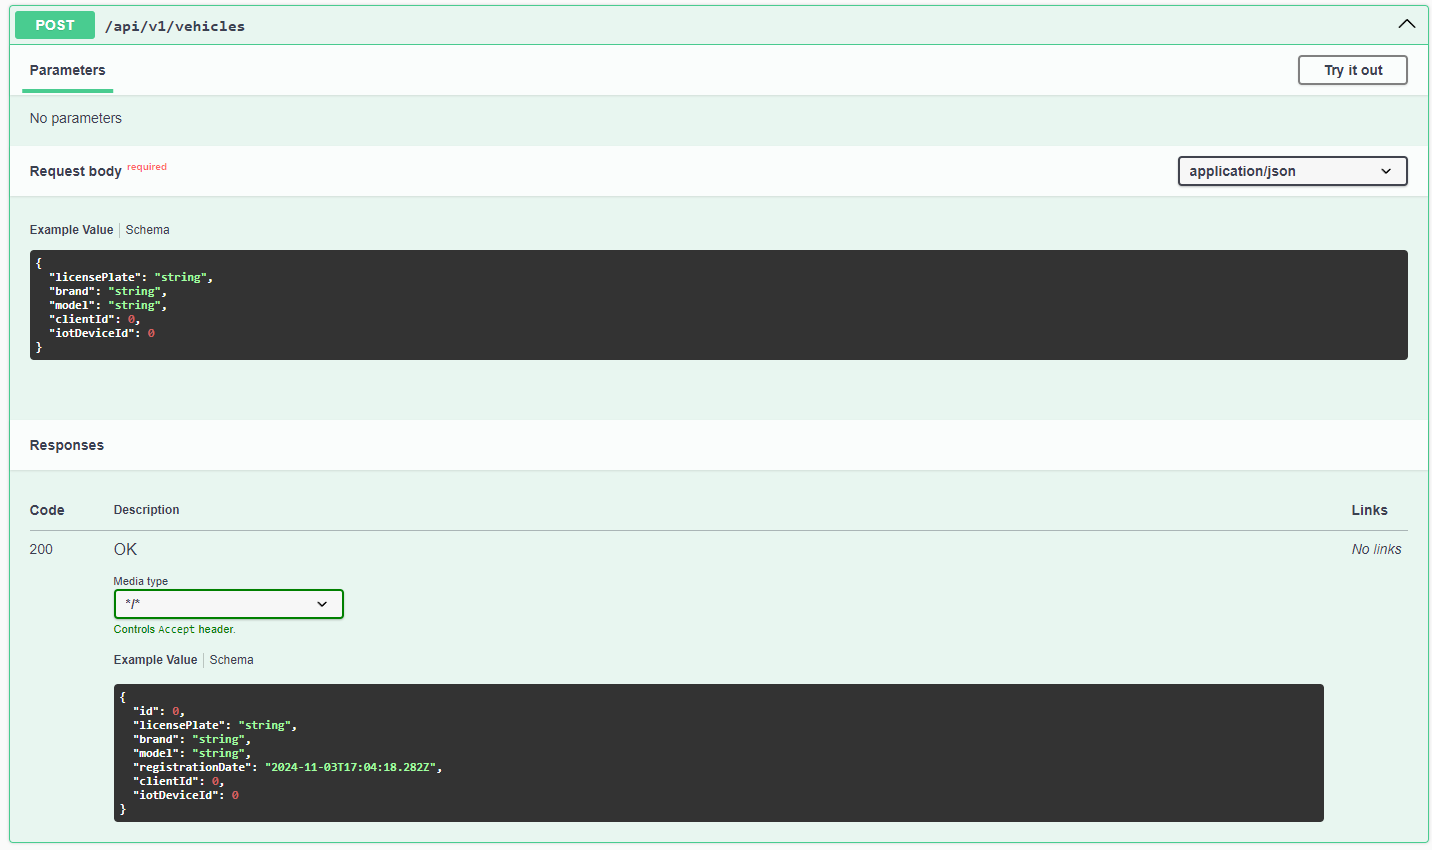 POST /api/v1/vehicles
Parameters
Try it out
No parameters
Request body required
application/json
Example Value Schema
{
  "licensePlate": "string",
  "brand": "string",
  "model": "string",
  "clientId": 0,
  "iotDeviceId": 0
}
Responses
Code Description Links
200 OK No links
Media type
*/*
Controls Accept header.
Example Value Schema
{
  "id": 0,
  "licensePlate": "string",
  "brand": "string",
  "model": "string",
  "registrationDate": "2024-11-03T17:04:18.282Z",
  "clientId": 0,
  "iotDeviceId": 0
}